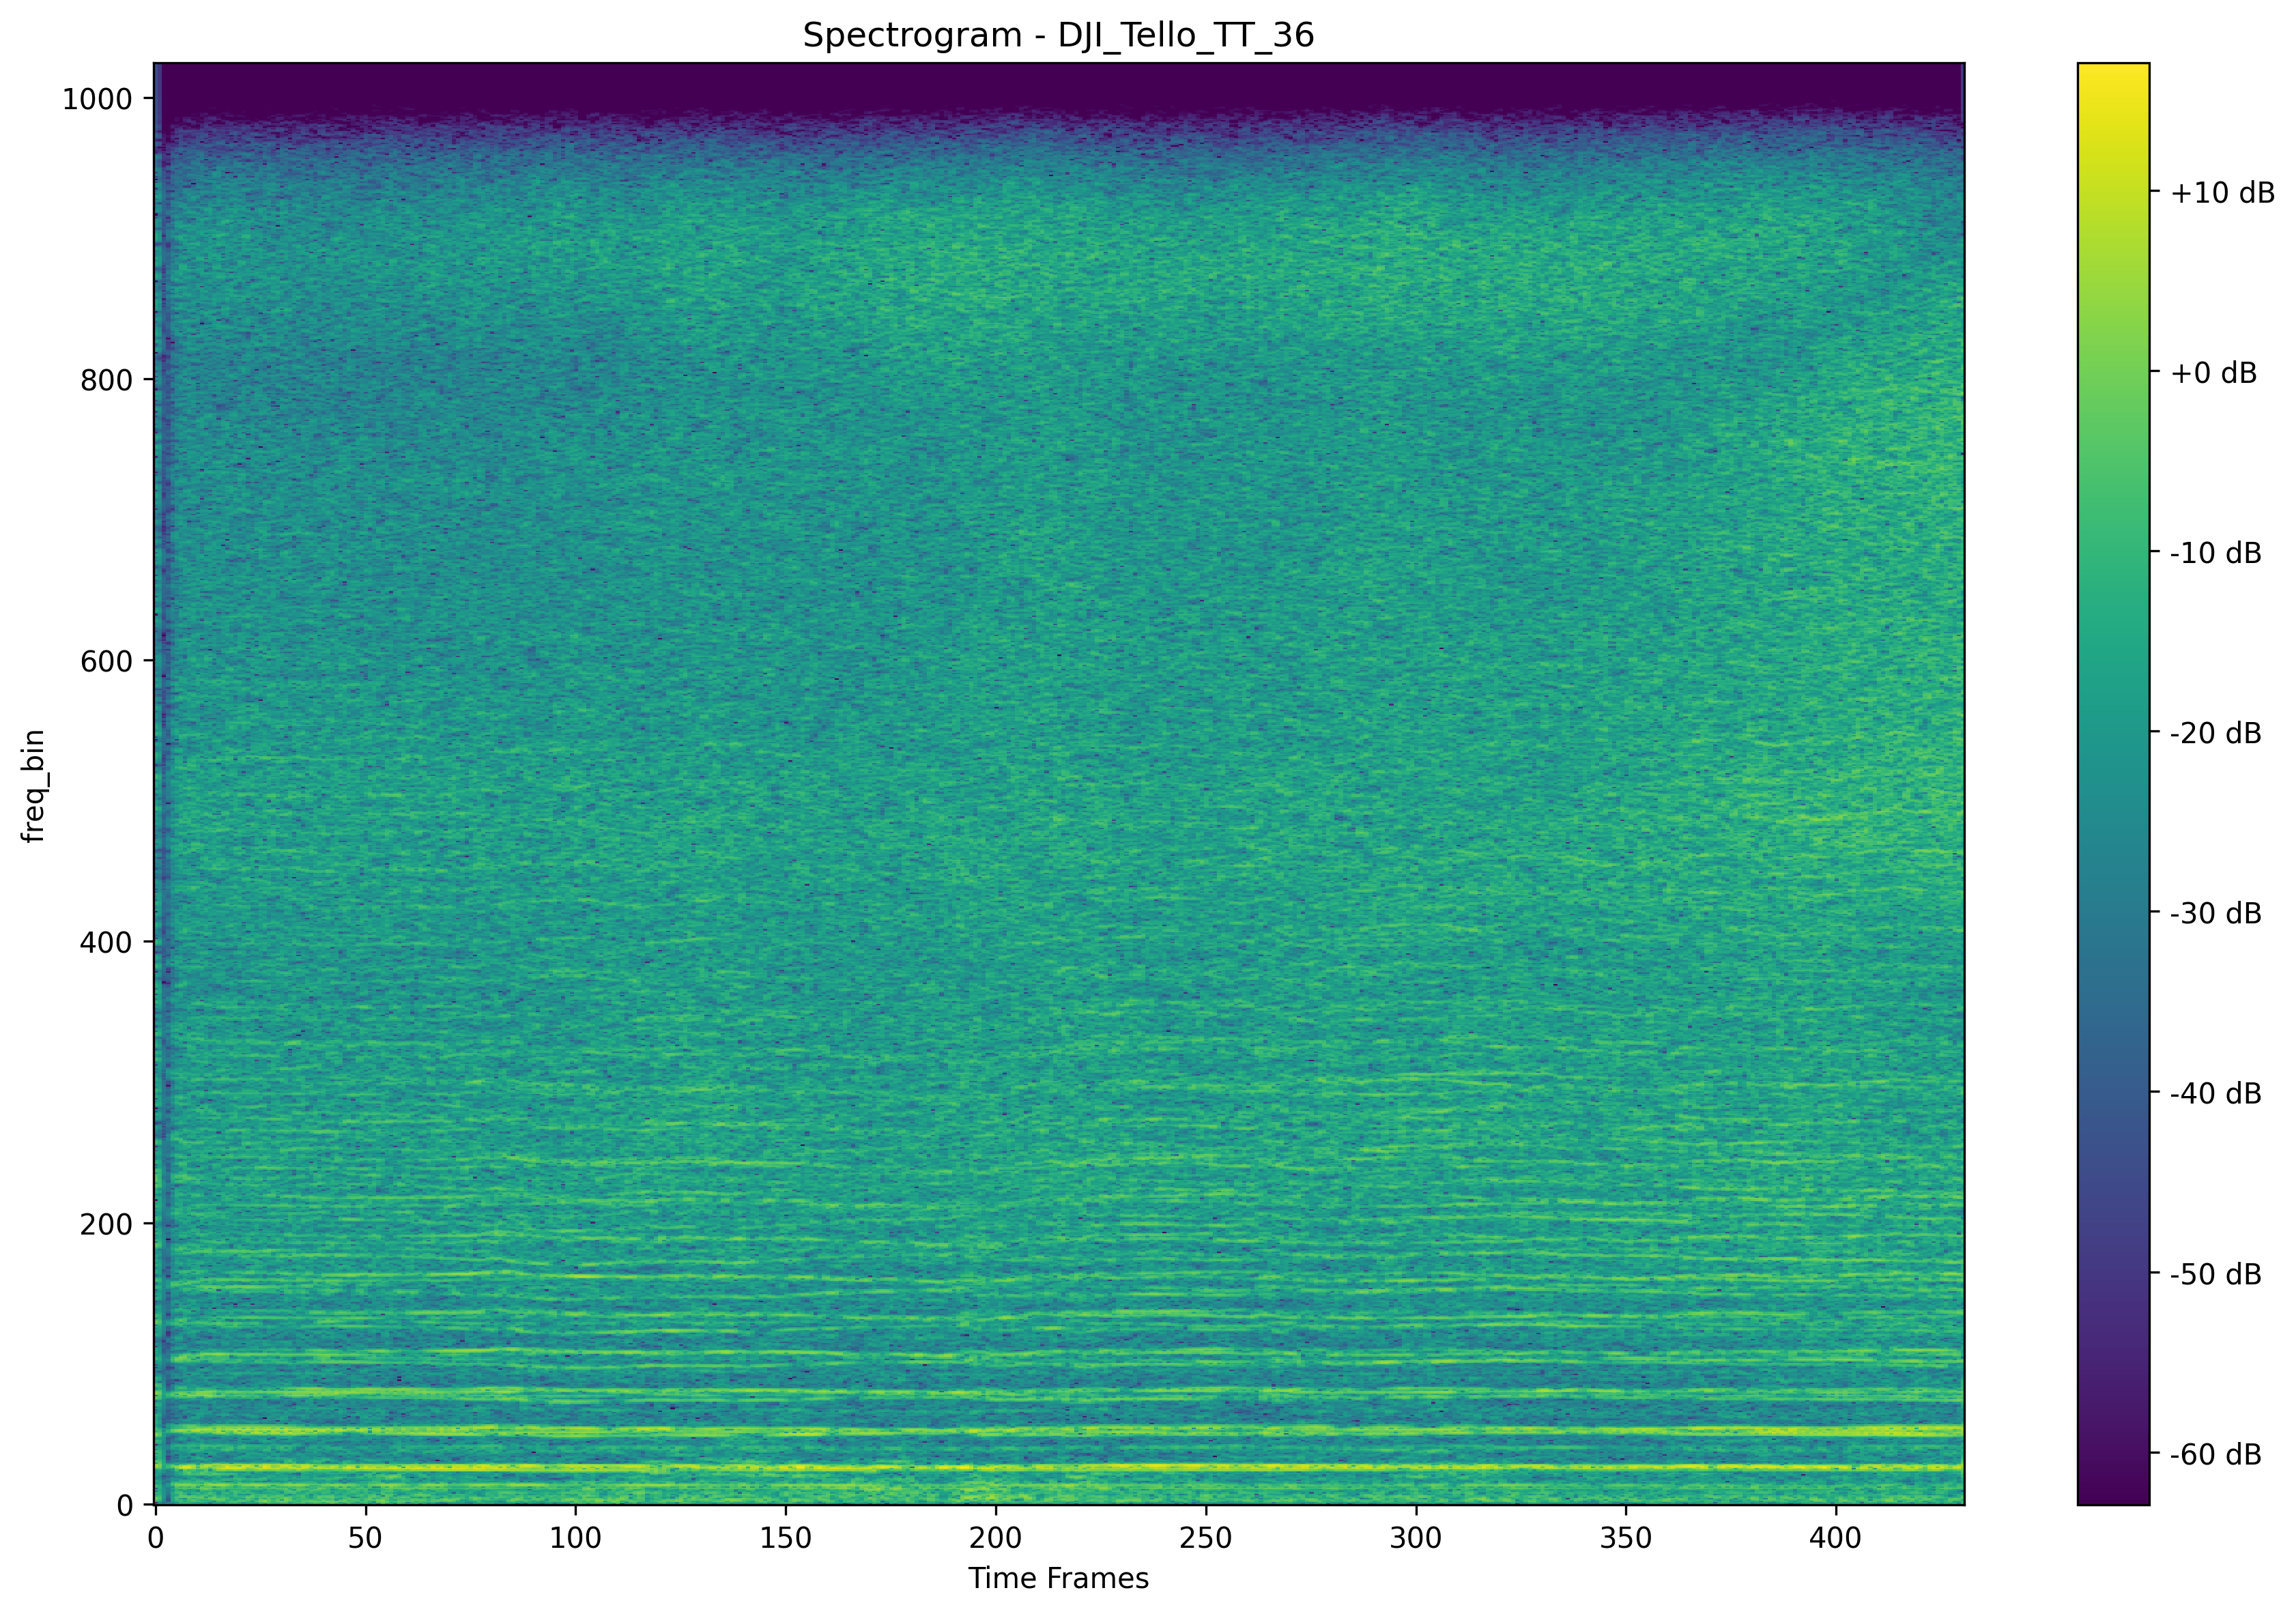 Spectrogram - DJI_Tello_TT_36
1000
800
600
400
200
0
freq_bin
0 50 100 150 200 250 300 350 400
Time Frames
+10 dB
+0 dB
-10 dB
-20 dB
-30 dB
-40 dB
-50 dB
-60 dB